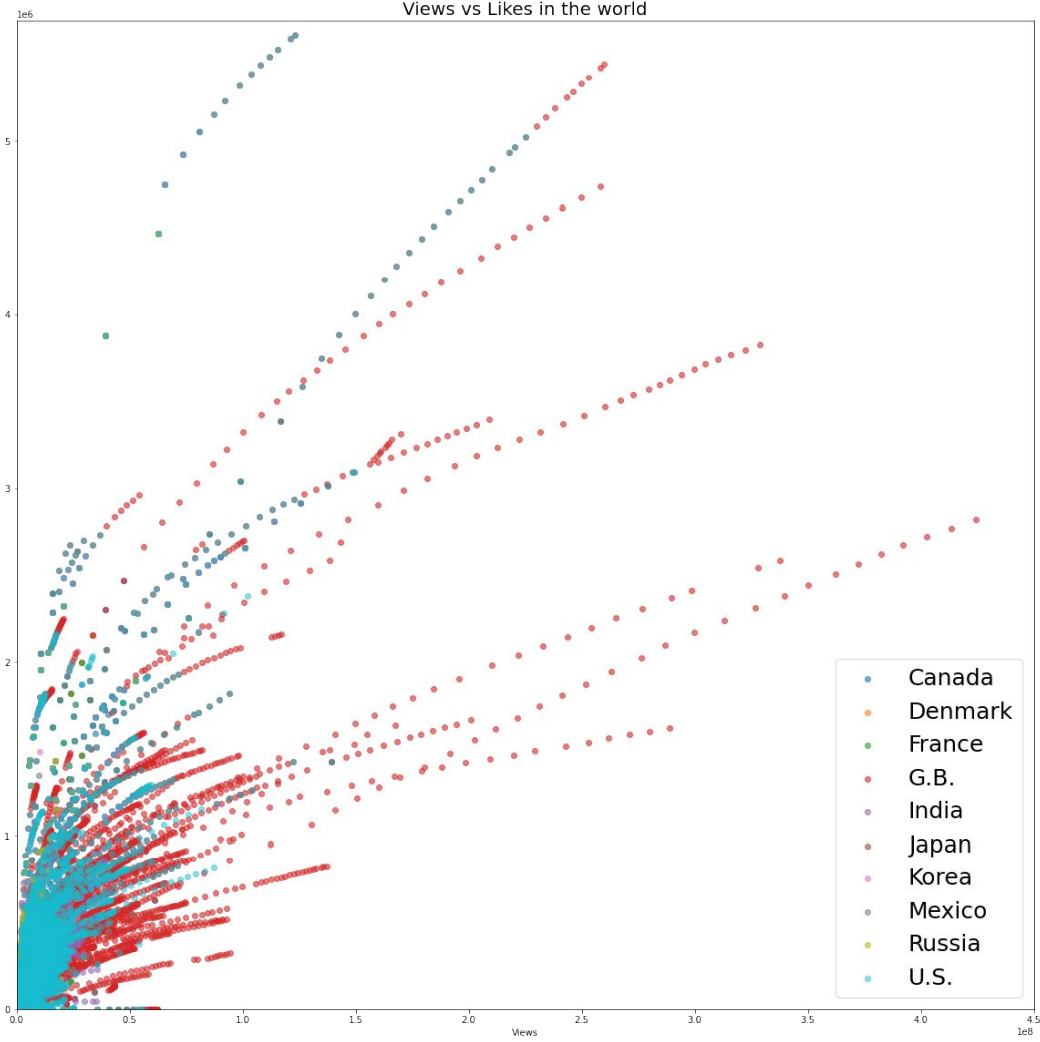 Views vs Likes in the world
1e6
5
4
3
2
1
0
0.0 0.5 1.0 1.5 2.0 2.5 3.0 3.5 4.0 4.5
1e8
Views
Canada
Denmark
France
G.B.
India
Japan
Korea
Mexico
Russia
U.S.